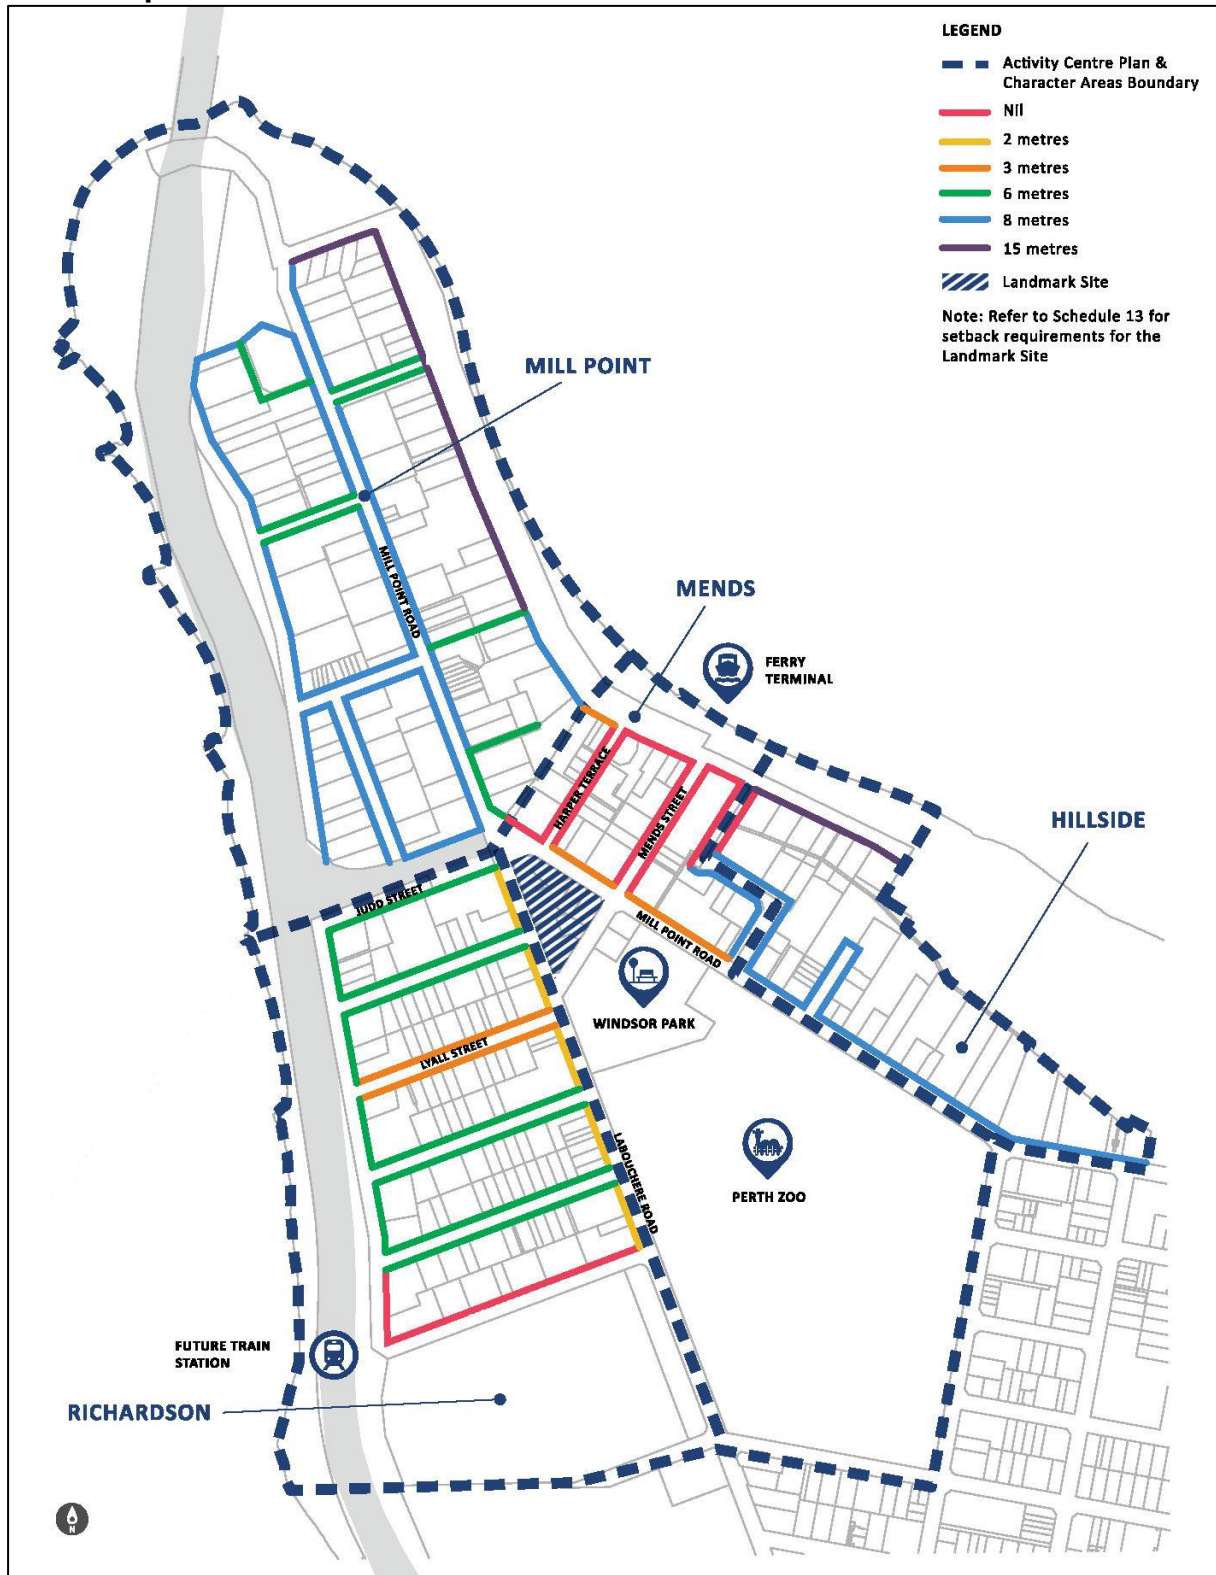 LEGEND
Activity Centre Plan &
Character Areas Boundary
Nil
2 metres
3 metres
6 metres
8 metres
15 metres
Landmark Site
Note: Refer to Schedule 13 for
setback requirements for the
Landmark Site
MILL POINT
MILL POINT ROAD
MENDS
FERRY
TERMINAL
HARPER TERRACE
MENDS STREET
HILLSIDE
JUDD STREET
MILL POINT ROAD
WINDSOR PARK
LYALL STREET
LABOUCHERE ROAD
PERTH ZOO
FUTURE TRAIN
STATION
RICHARDSON
N